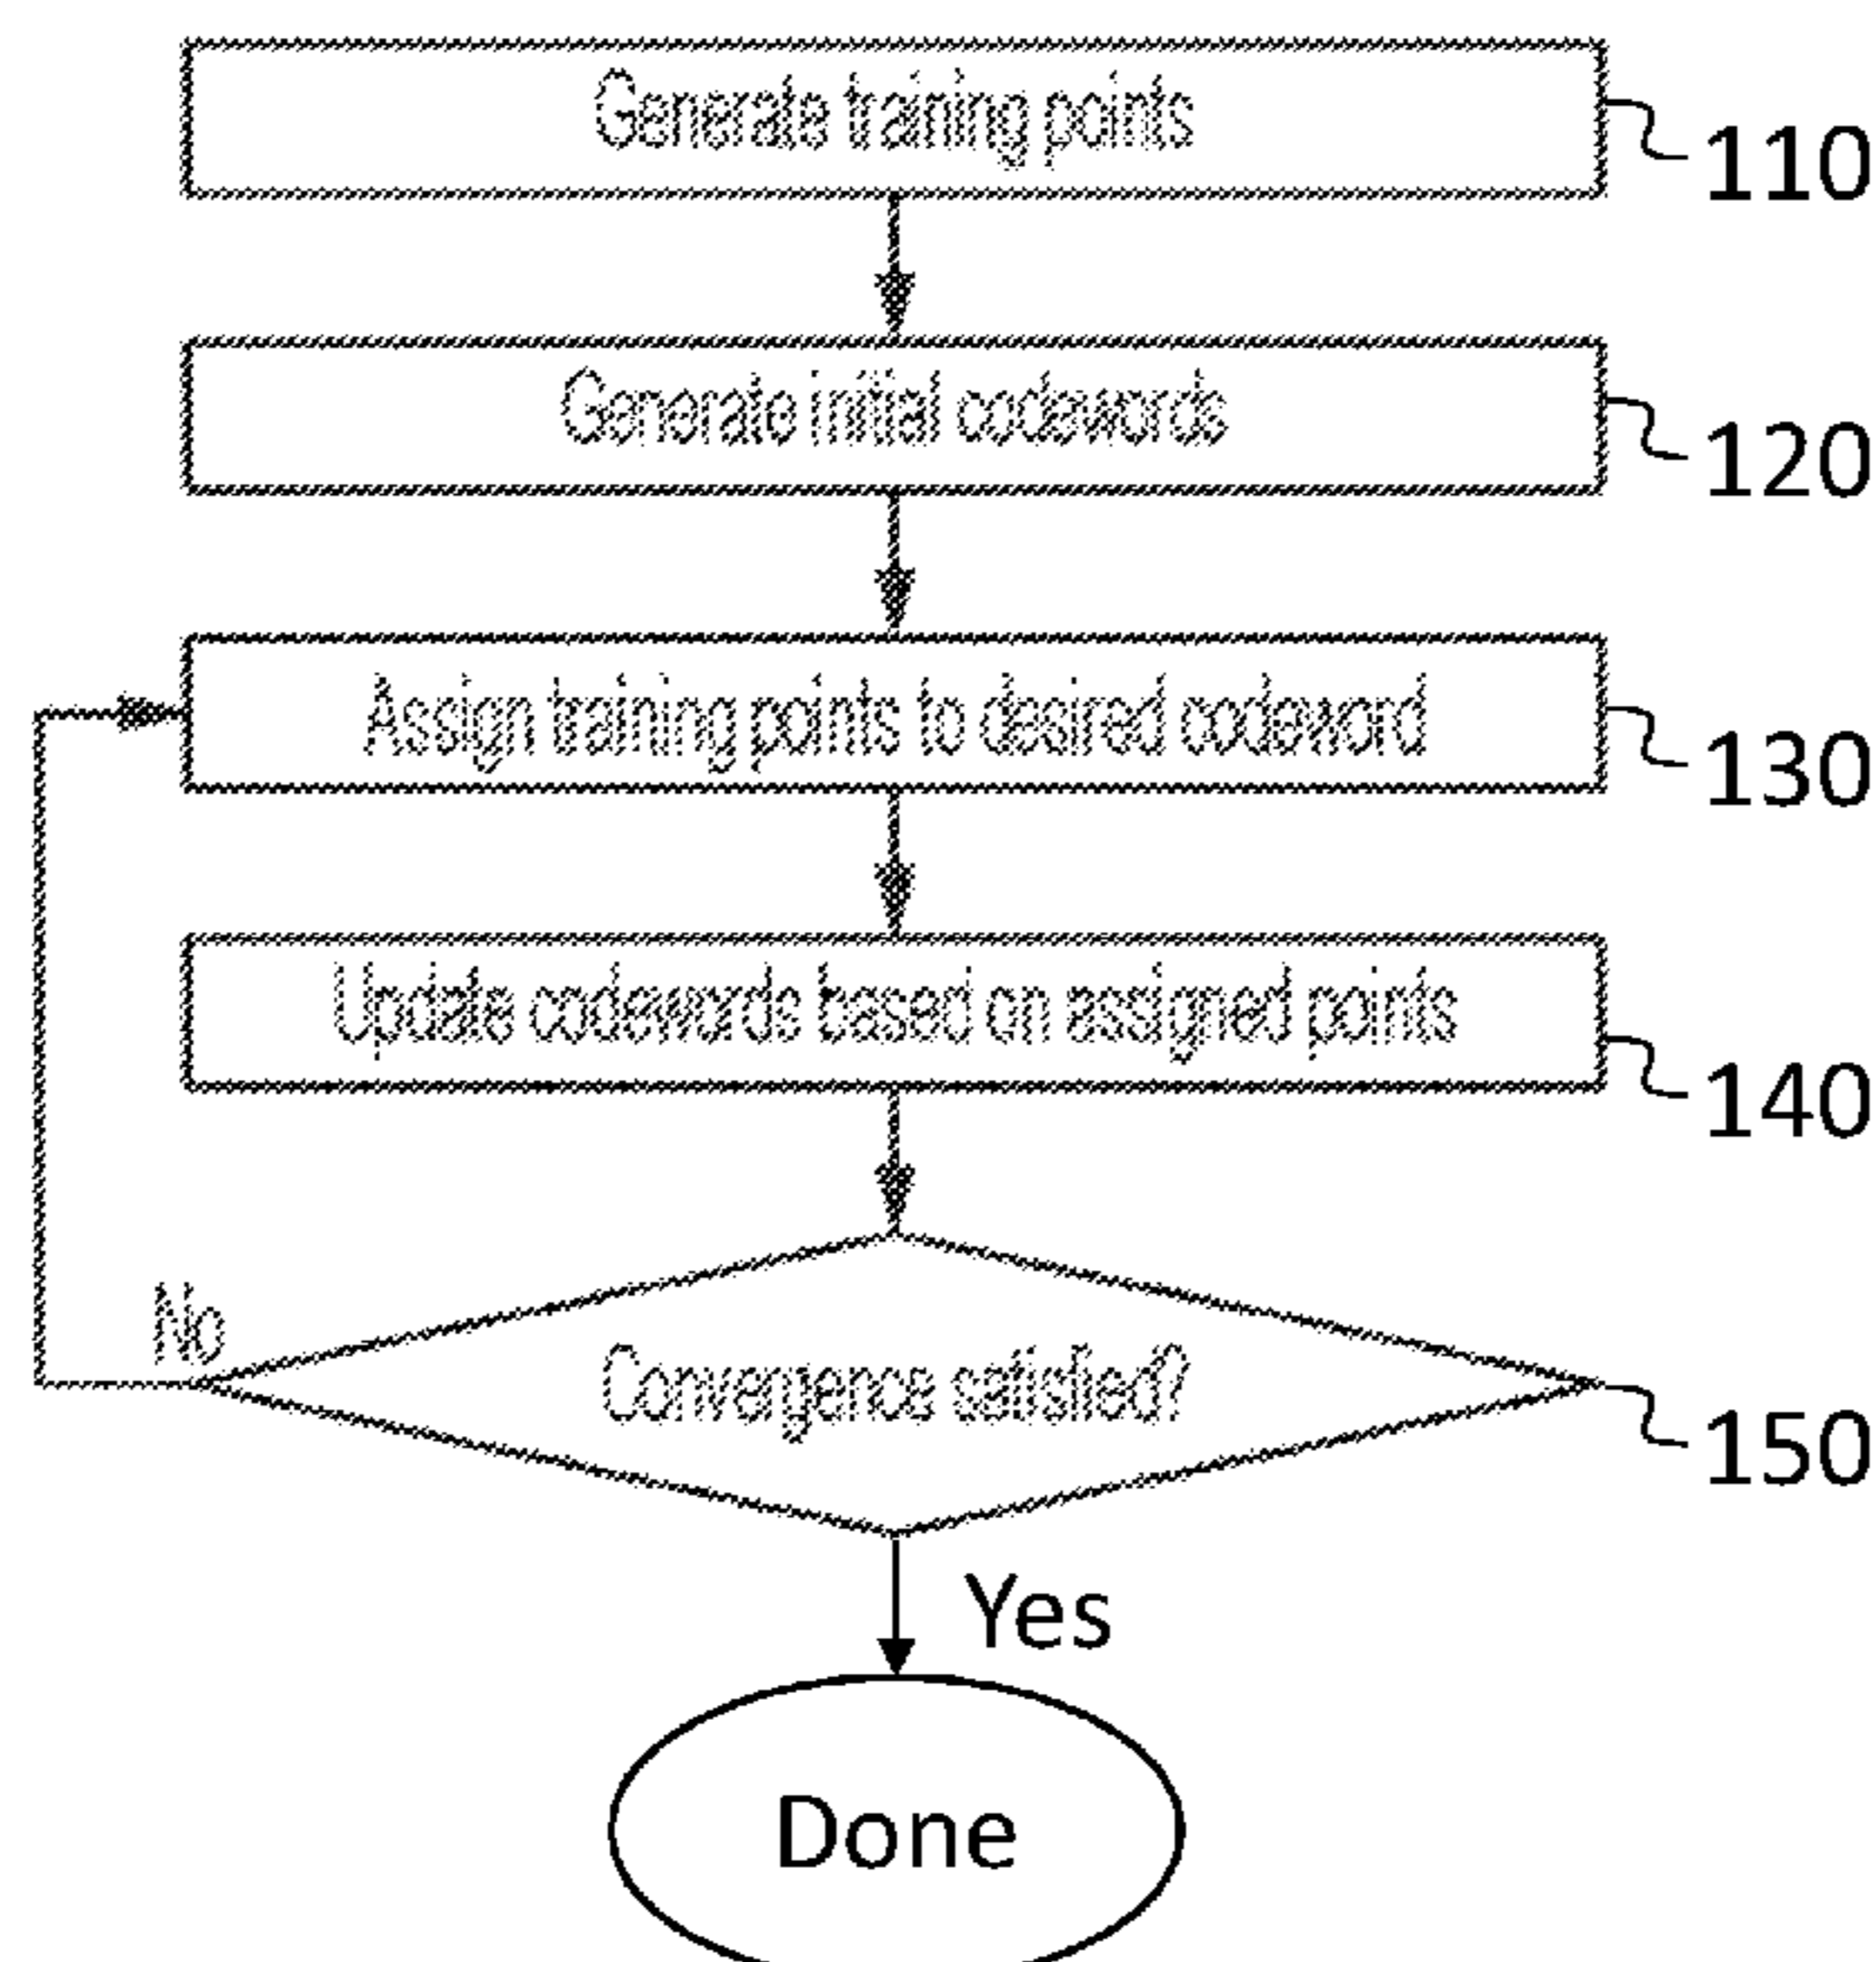 Generate training points
110
Generate initial codewords
120
Assign training points to desired codeword
130
Update codewords based on assigned points
140
No
Convergence satisfied?
150
Yes
Done